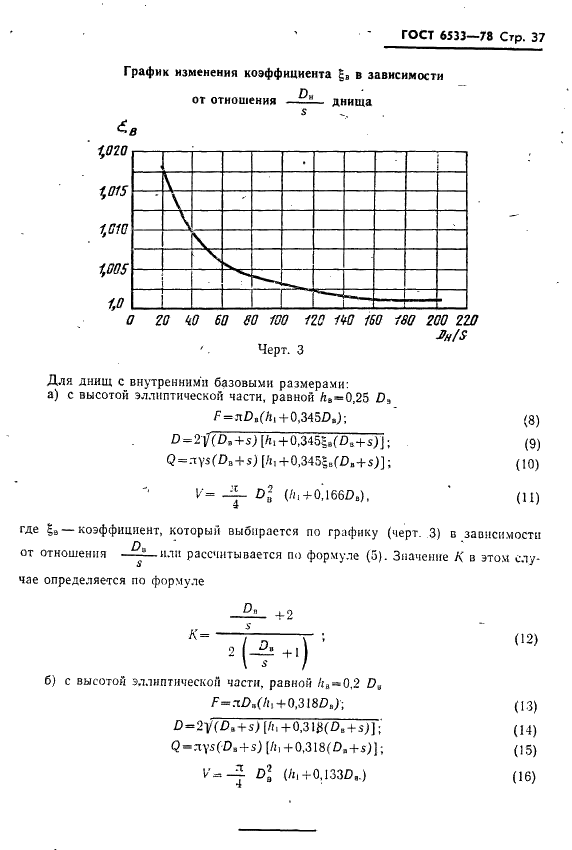 ГОСТ 6533—78 Стр. 37
График изменения коэффициента ξв в зависимости
от отношения Dн/s днища
ξв
1,020
1,015
1,010
1,005
1,0
0 20 40 60 80 100 120 140 160 180 200 220
Dн/S
Черт. 3
Для днищ с внутренними базовыми размерами:
а) с высотой эллиптической части, равной hв=0,25 Dв
F=πDв(h₁+0,345Dв); (8)
D=2√(Dв+s) [h₁+0,345ξв(Dв+s)]; (9)
Q=πγs(Dв+s) [h₁+0,345ξв(Dв+s)]; (10)
V= π/4 Dв² (h₁+0,166Dв), (11)
где ξв — коэффициент, который выбирается по графику (черт. 3) в зависимости
от отношения Dв/s или рассчитывается по формуле (5). Значение K в этом слу-
чае определяется по формуле
K= (Dв/s +2) / (2 (Dв/s +1)) ; (12)
б) с высотой эллиптической части, равной hв=0,2 Dв
F=πDв(h₁+0,318Dв); (13)
D=2√(Dв+s) [h₁+0,318(Dв+s)]; (14)
Q=πγs(Dв+s) [h₁+0,318(Dв+s)]; (15)
V= π/4 Dв² (h₁+0,133Dв.) (16)